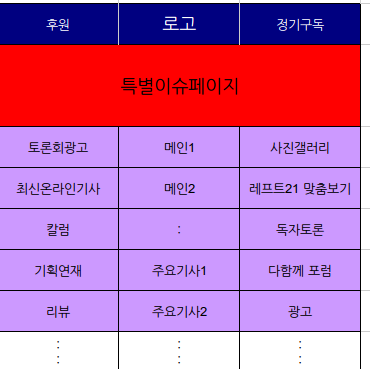 후원 로고 정기구독
특별이슈페이지
토론회광고 메인1 사진갤러리
최신온라인기사 메인2 레프트21 맞춤보기
칼럼 : 독자토론
기획연재 주요기사1 다함께 포럼
리뷰 주요기사2 광고
: : :
: : :